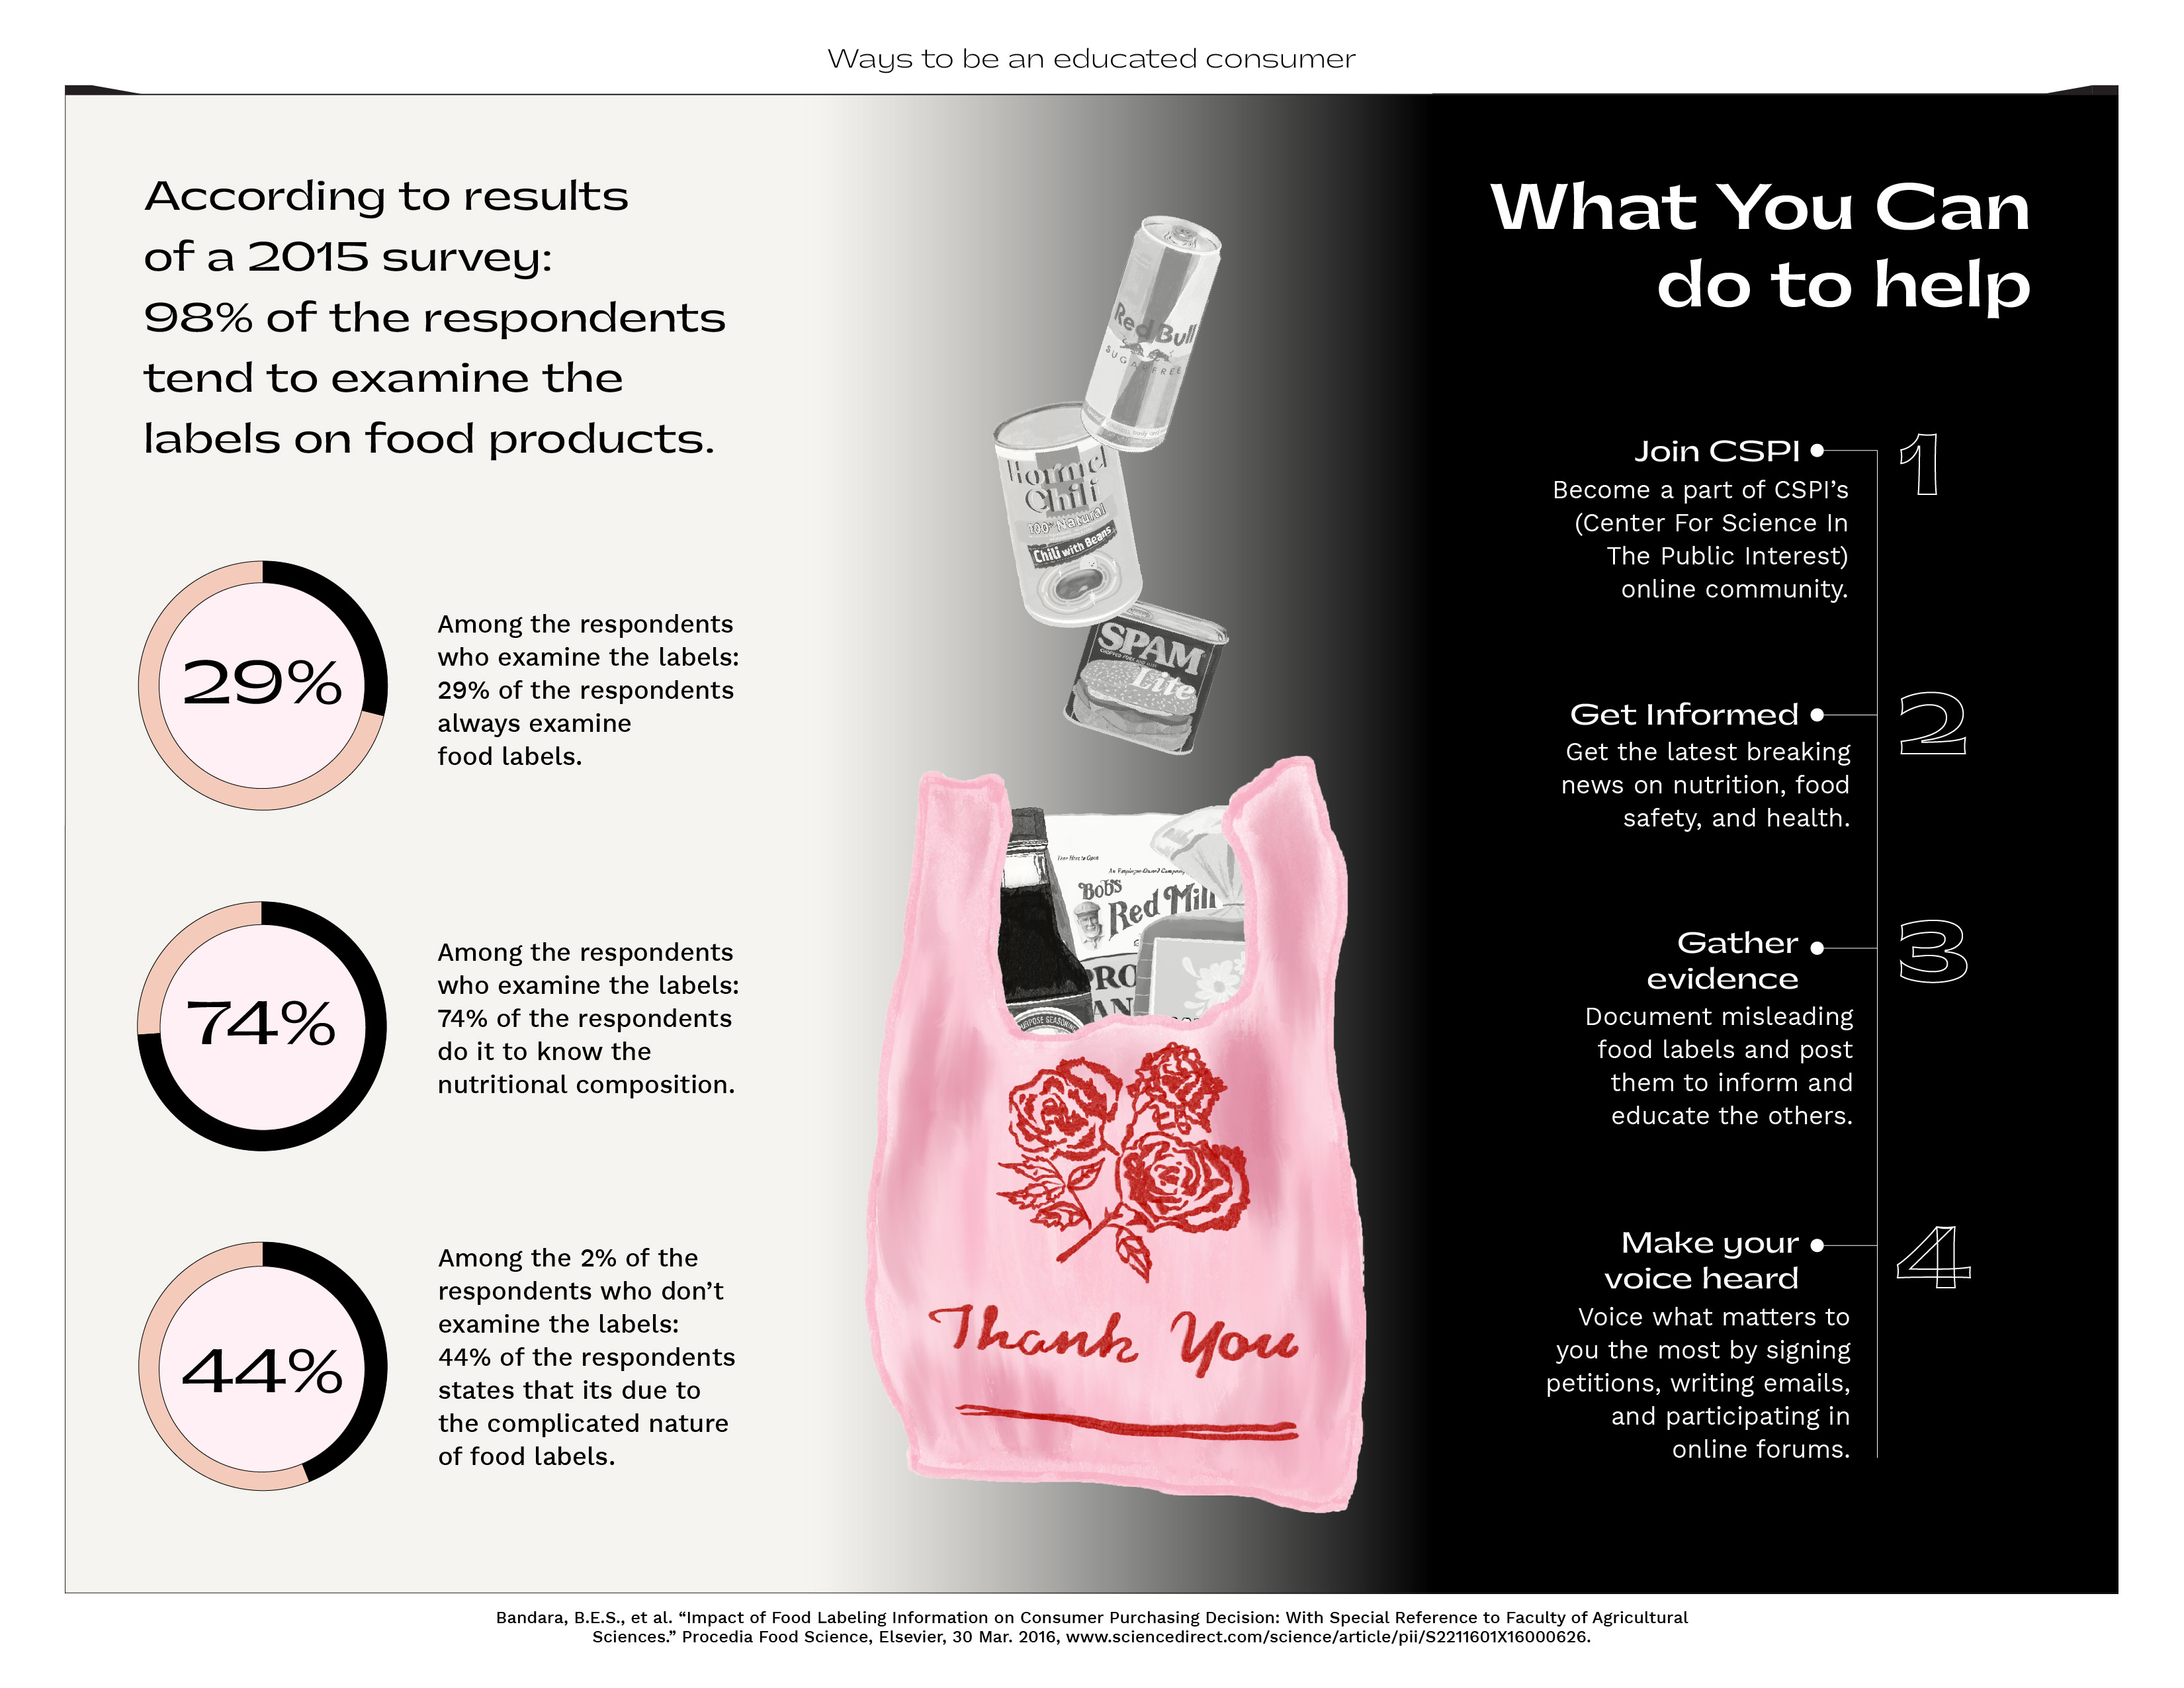 Ways to be an educated consumer
According to results
of a 2015 survey:
98% of the respondents
tend to examine the
labels on food products.
29%
Among the respondents
who examine the labels:
29% of the respondents
always examine
food labels.
74%
Among the respondents
who examine the labels:
74% of the respondents
do it to know the
nutritional composition.
44%
Among the 2% of the
respondents who don't
examine the labels:
44% of the respondents
states that its due to
the complicated nature
of food labels.
Red Bull
SUGARFREE
Hormel
Chili
100% Natural
Chili with Beans
SPAM
Lite
An Employee-Owned Company
Bob's
Red Mill
Thank You
What You Can
do to help
Join CSPI
1
Become a part of CSPI's
(Center For Science In
The Public Interest)
online community.
Get Informed
2
Get the latest breaking
news on nutrition, food
safety, and health.
Gather
evidence
3
Document misleading
food labels and post
them to inform and
educate the others.
Make your
voice heard
4
Voice what matters to
you the most by signing
petitions, writing emails,
and participating in
online forums.
Bandara, B.E.S., et al. “Impact of Food Labeling Information on Consumer Purchasing Decision: With Special Reference to Faculty of Agricultural
Sciences.” Procedia Food Science, Elsevier, 30 Mar. 2016, www.sciencedirect.com/science/article/pii/S2211601X16000626.